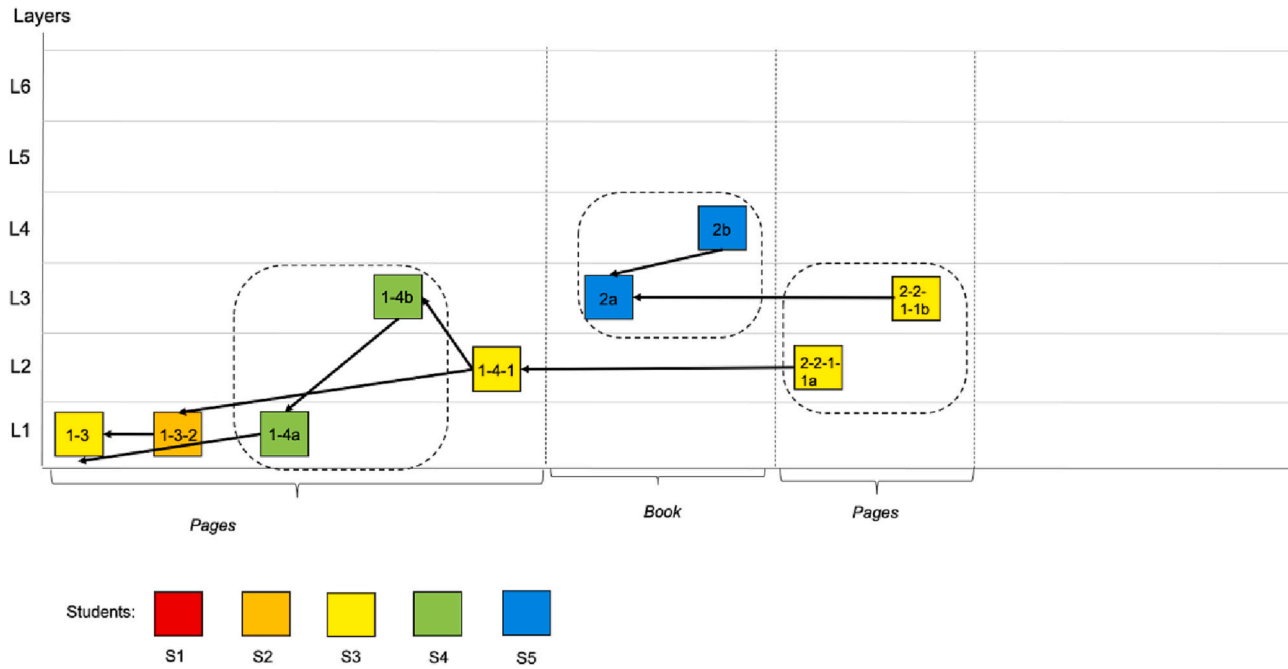 Layers
L6
L5
L4
2b
L3
1-4b
2a
2-2-
1-1b
L2
1-4-1
2-2-1-
1a
L1
1-3
1-3-2
1-4a
Pages
Book
Pages
Students:
S1
S2
S3
S4
S5